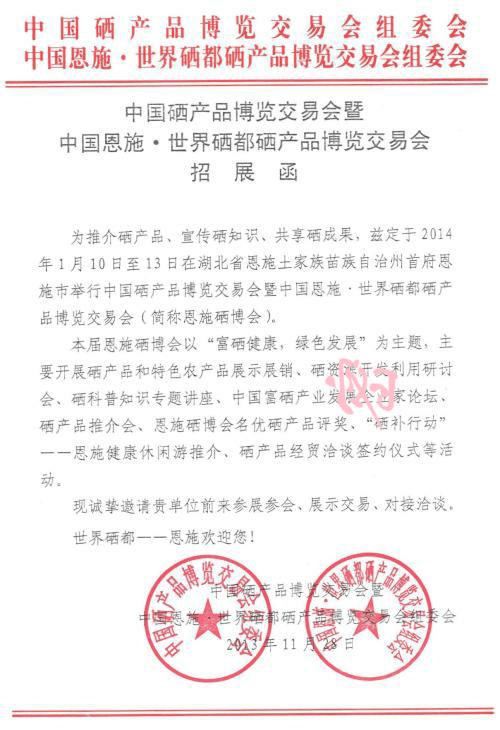 中国硒产品博览交易会组委会
中国恩施·世界硒都硒产品博览交易会组委会
中国硒产品博览交易会暨
中国恩施·世界硒都硒产品博览交易会
招展函
为推介硒产品、宣传硒知识、共享硒成果，兹定于2014
年1月10日至13日在湖北省恩施土家族苗族自治州首府恩
施市举行中国硒产品博览交易会暨中国恩施·世界硒都硒产
品博览交易会（简称恩施硒博会）。
本届恩施硒博会以“富硒健康，绿色发展”为主题，主
要开展硒产品和特色农产品展示展销、硒资源开发利用研讨
会、硒科普知识专题讲座、中国富硒产业发展企业家论坛、
硒产品推介会、恩施硒博会名优硒产品评奖、“硒补行动”
——恩施健康休闲游推介、硒产品经贸洽谈签约仪式等活
动。
现诚挚邀请贵单位前来参展参会、展示交易、对接洽谈。
世界硒都——恩施欢迎您！
中国硒产品博览交易会暨
中国恩施·世界硒都硒产品博览交易会组委会
2013年11月28日
中国硒产品博览交易会组委会
中国恩施·世界硒都硒产品博览交易会组委会